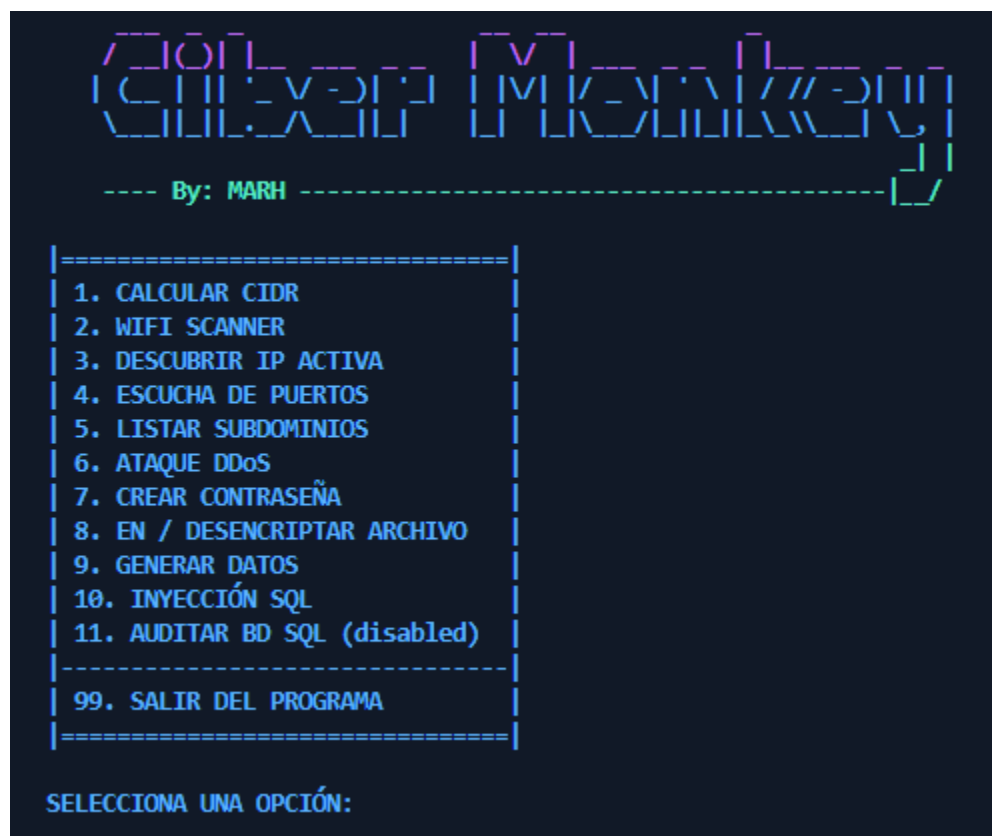 Ciber Monkey
---- By: MARH ------------------------------------------
1. CALCULAR CIDR
2. WIFI SCANNER
3. DESCUBRIR IP ACTIVA
4. ESCUCHA DE PUERTOS
5. LISTAR SUBDOMINIOS
6. ATAQUE DDoS
7. CREAR CONTRASEÑA
8. EN / DESENCRIPTAR ARCHIVO
9. GENERAR DATOS
10. INYECCIÓN SQL
11. AUDITAR BD SQL (disabled)
99. SALIR DEL PROGRAMA
SELECCIONA UNA OPCIÓN: